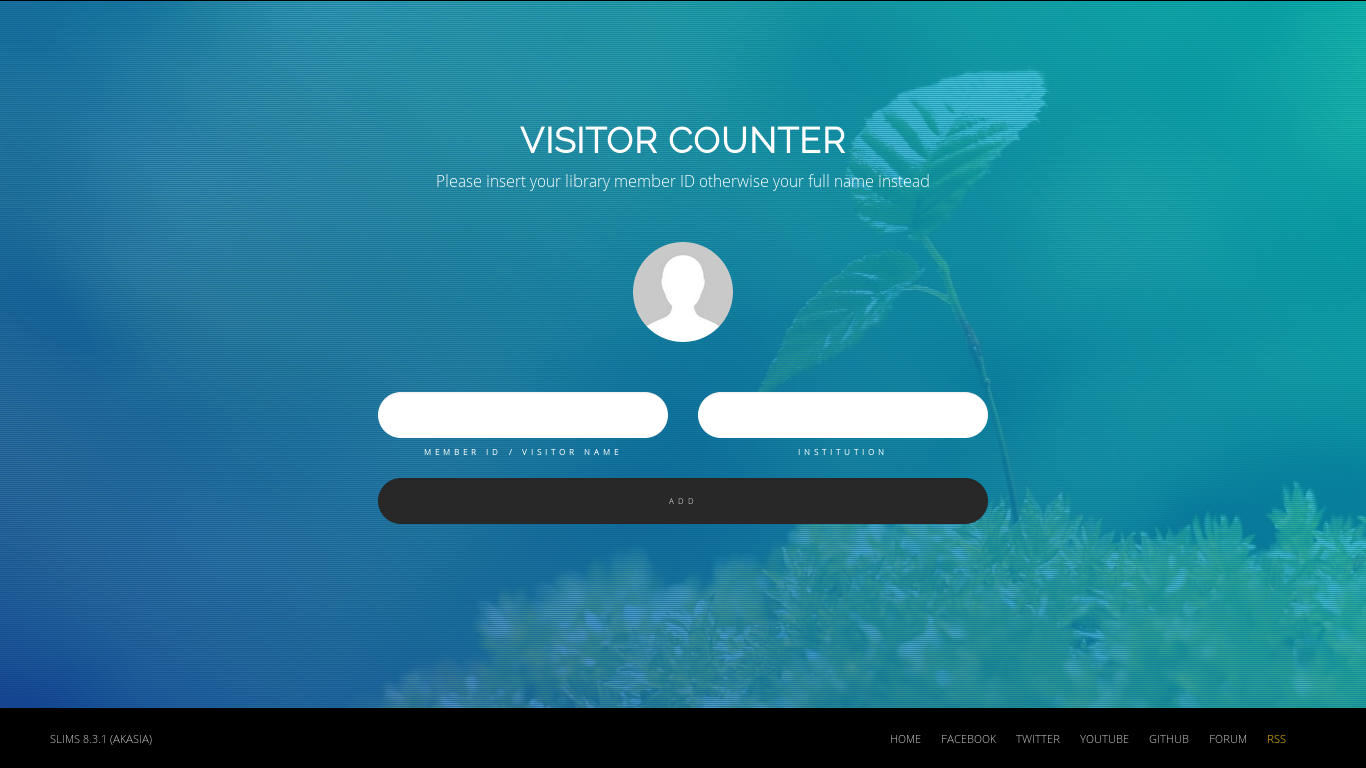 VISITOR COUNTER
Please insert your library member ID otherwise your full name instead
MEMBER ID / VISITOR NAME
INSTITUTION
ADD
SLIMS 8.3.1 (AKASIA)
HOME FACEBOOK TWITTER YOUTUBE GITHUB FORUM RSS